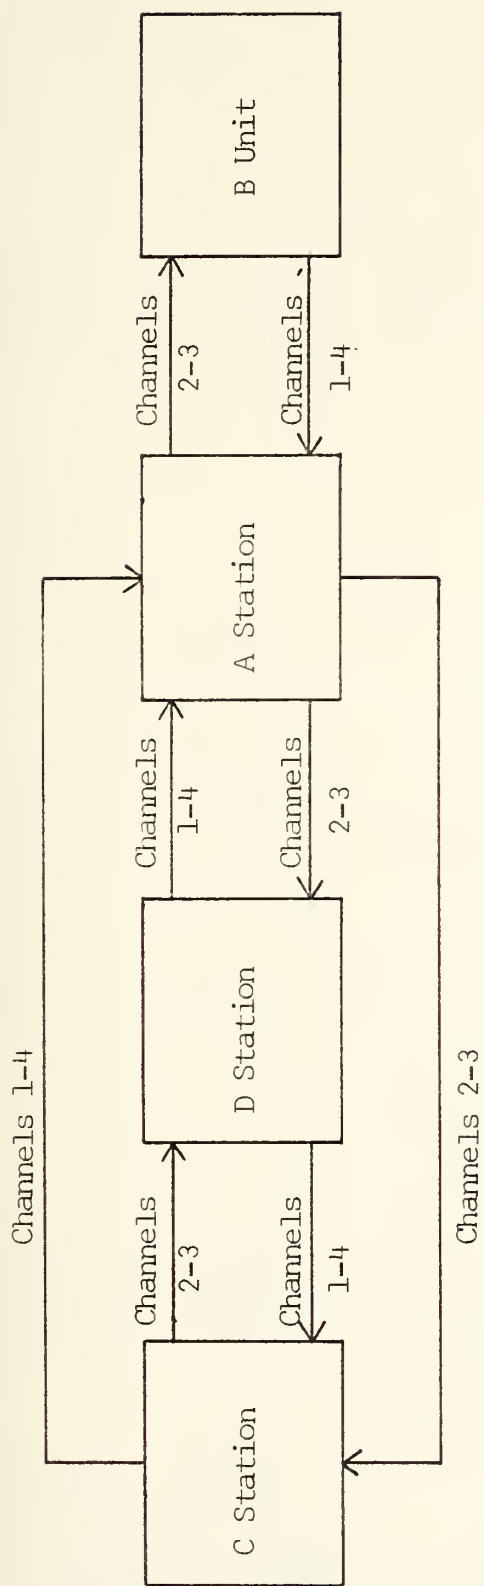 Channels 1-4
C Station
Channels
2-3
Channels
1-4
D Station
Channels
1-4
Channels
2-3
A Station
Channels
2-3
Channels
1-4
B Unit
Channels 2-3